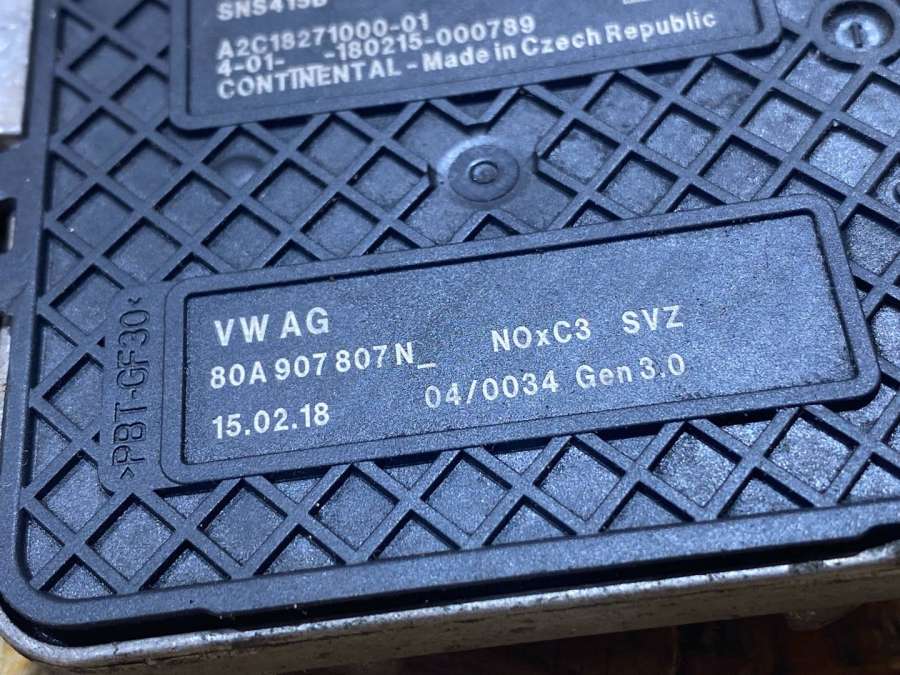 A2C18271000-01
4-01- -180215-000789
CONTINENTAL - Made in Czech Republic
VW AG
80A 907 807 N_ NOxC3 SVZ
15.02.18 04/0034 Gen 3.0
>PBT-GF30<